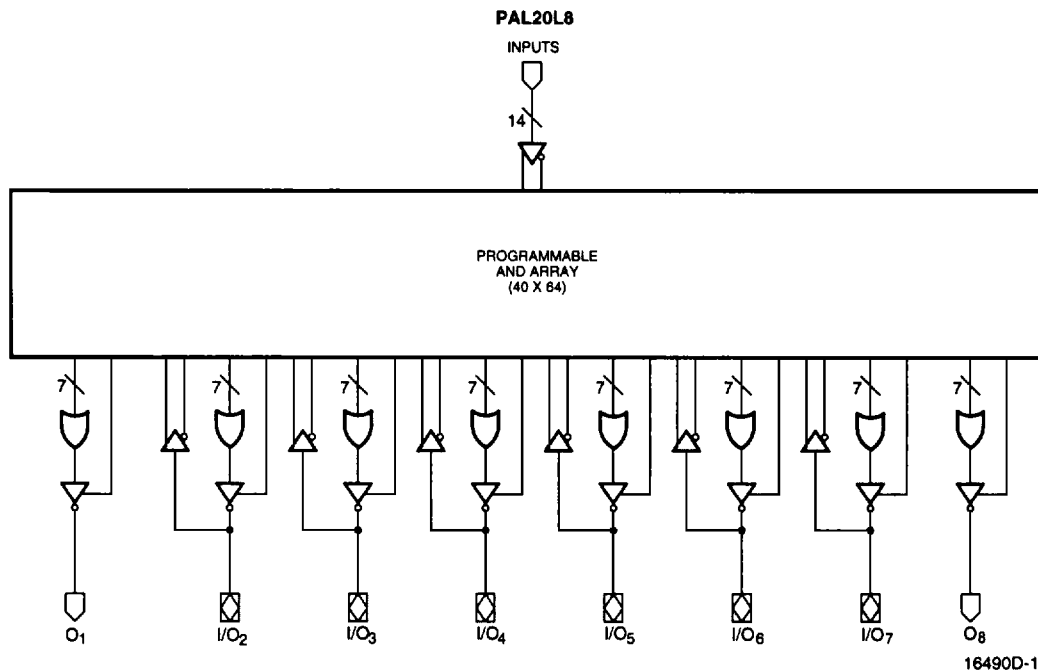 PAL20L8
INPUTS
14
PROGRAMMABLE
AND ARRAY
(40 X 64)
7 7 7 7 7 7 7 7
O1 I/O2 I/O3 I/O4 I/O5 I/O6 I/O7 O8
16490D-1